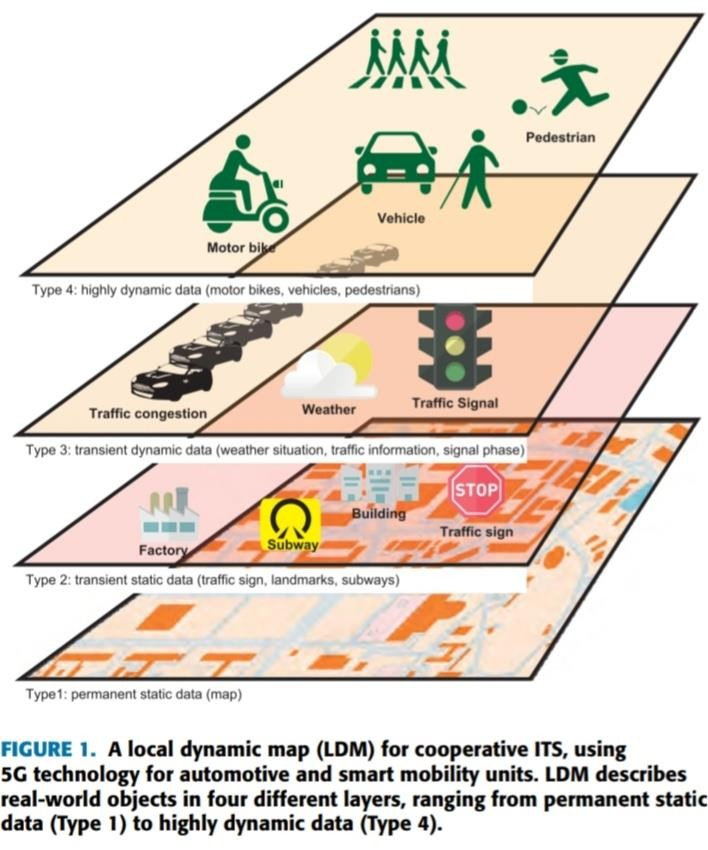 Pedestrian
Vehicle
Motor bike
Type 4: highly dynamic data (motor bikes, vehicles, pedestrians)
Traffic congestion
Weather
Traffic Signal
Type 3: transient dynamic data (weather situation, traffic information, signal phase)
STOP
Building
Traffic sign
Subway
Factory
Type 2: transient static data (traffic sign, landmarks, subways)
Type1: permanent static data (map)
FIGURE 1. A local dynamic map (LDM) for cooperative ITS, using
5G technology for automotive and smart mobility units. LDM describes
real-world objects in four different layers, ranging from permanent static
data (Type 1) to highly dynamic data (Type 4).